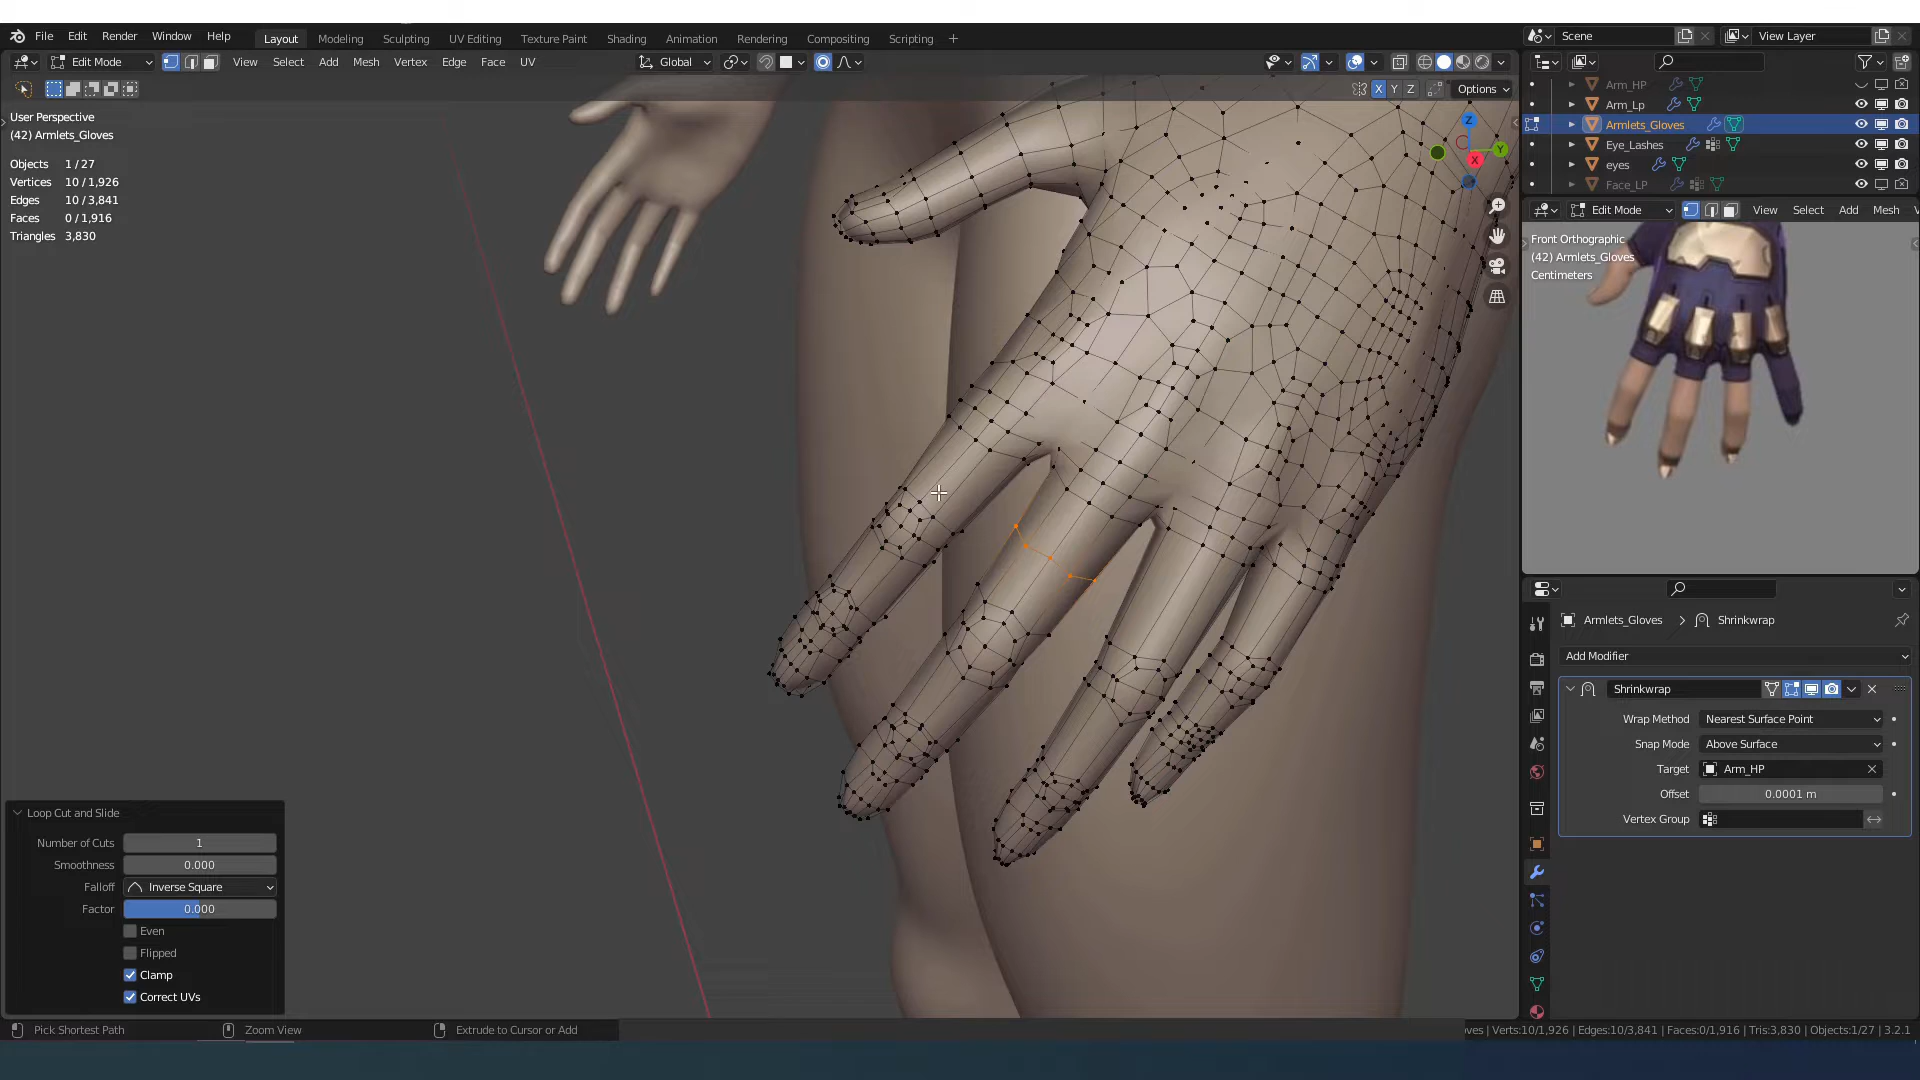 File Edit Render Window Help
Layout Modeling Sculpting UV Editing Texture Paint Shading Animation Rendering Compositing Scripting
Scene
View Layer
Edit Mode View Select Add Mesh Vertex Edge Face UV
Global
X Y Z Options
User Perspective
(42) Armlets_Gloves
Objects 1 / 27
Vertices 10 / 1,926
Edges 10 / 3,841
Faces 0 / 1,916
Triangles 3,830
Z
Y
X
Arm_HP
Arm_Lp
Armlets_Gloves
Eye_Lashes
eyes
Face_LP
Edit Mode View Select Add Mesh
Front Orthographic
(42) Armlets_Gloves
Centimeters
Armlets_Gloves Shrinkwrap
Add Modifier
Shrinkwrap
Wrap Method Nearest Surface Point
Snap Mode Above Surface
Target Arm_HP
Offset 0.0001 m
Vertex Group
Loop Cut and Slide
Number of Cuts 1
Smoothness 0.000
Falloff Inverse Square
Factor 0.000
Even
Flipped
Clamp
Correct UVs
Pick Shortest Path
Zoom View
Extrude to Cursor or Add
ves | Verts:10/1,926 | Edges:10/3,841 | Faces:0/1,916 | Tris:3,830 | Objects:1/27 | 3.2.1